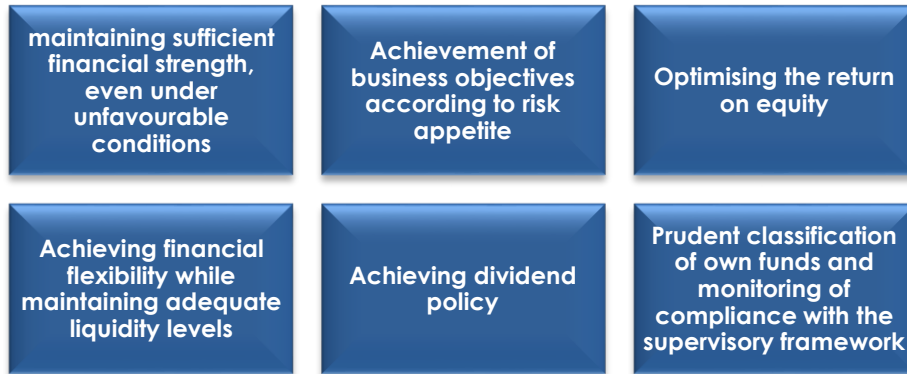 maintaining sufficient
financial strength,
even under
unfavourable
conditions
Achievement of
business objectives
according to risk
appetite
Optimising the return
on equity
Achieving financial
flexibility while
maintaining adequate
liquidity levels
Achieving dividend
policy
Prudent classification
of own funds and
monitoring of
compliance with the
supervisory framework